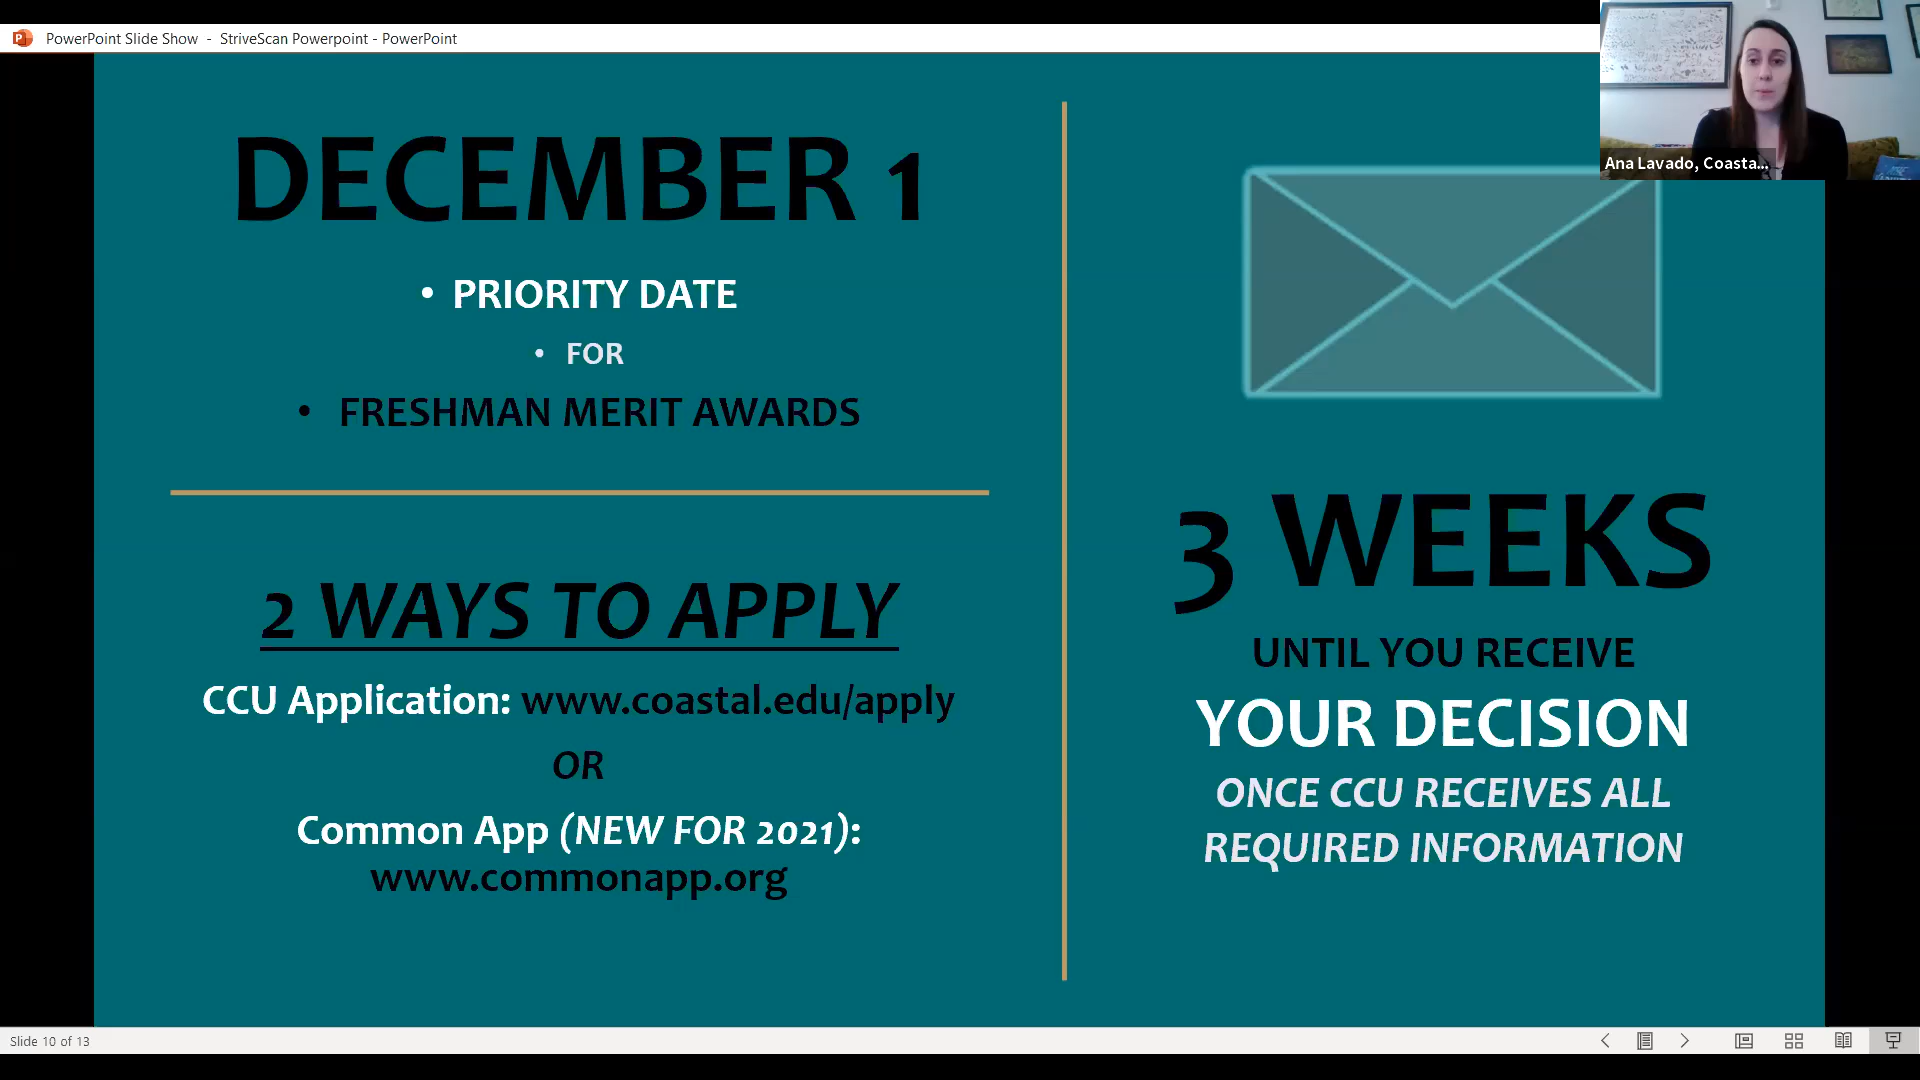 PowerPoint Slide Show - StriveScan Powerpoint - PowerPoint
Ana Lavado, Coasta...
DECEMBER 1
• PRIORITY DATE
• FOR
• FRESHMAN MERIT AWARDS
2 WAYS TO APPLY
CCU Application: www.coastal.edu/apply
OR
Common App (NEW FOR 2021):
www.commonapp.org
3 WEEKS
UNTIL YOU RECEIVE
YOUR DECISION
ONCE CCU RECEIVES ALL
REQUIRED INFORMATION
Slide 10 of 13